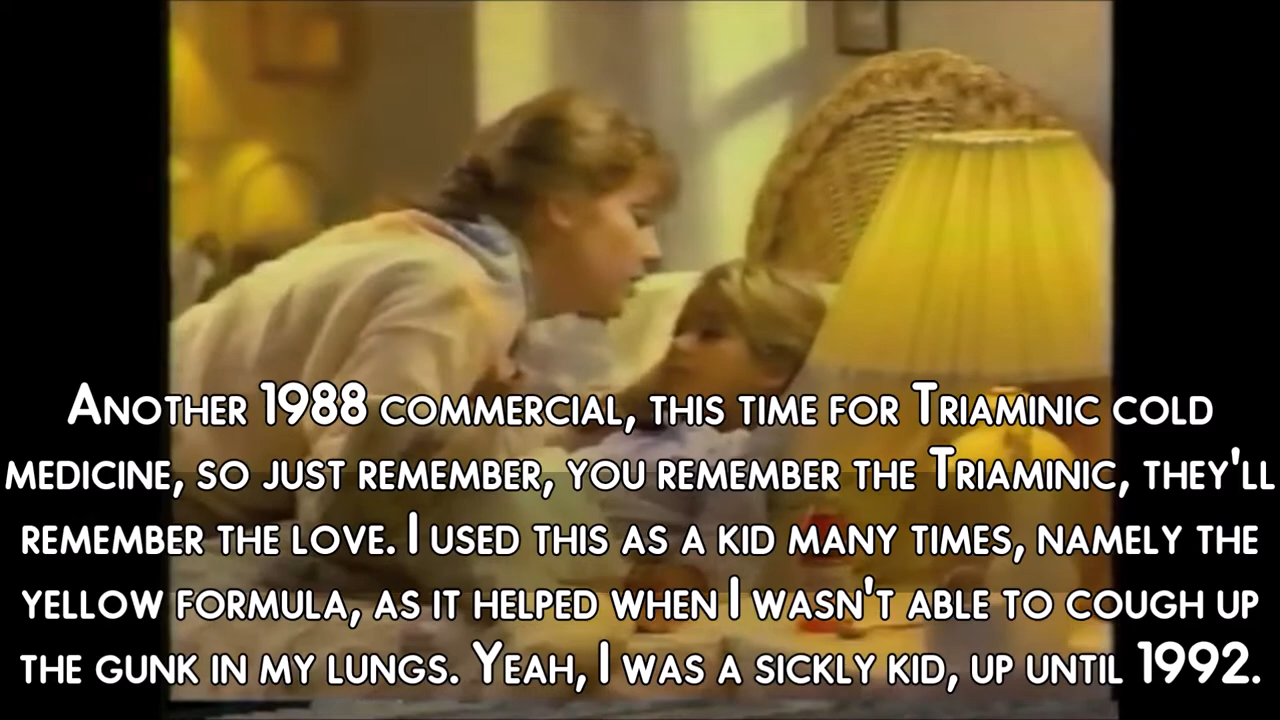 Another 1988 commercial, this time for Triaminic cold
medicine, so just remember, you remember the Triaminic, they'll
remember the love. I used this as a kid many times, namely the
yellow formula, as it helped when I wasn't able to cough up
the gunk in my lungs. Yeah, I was a sickly kid, up until 1992.